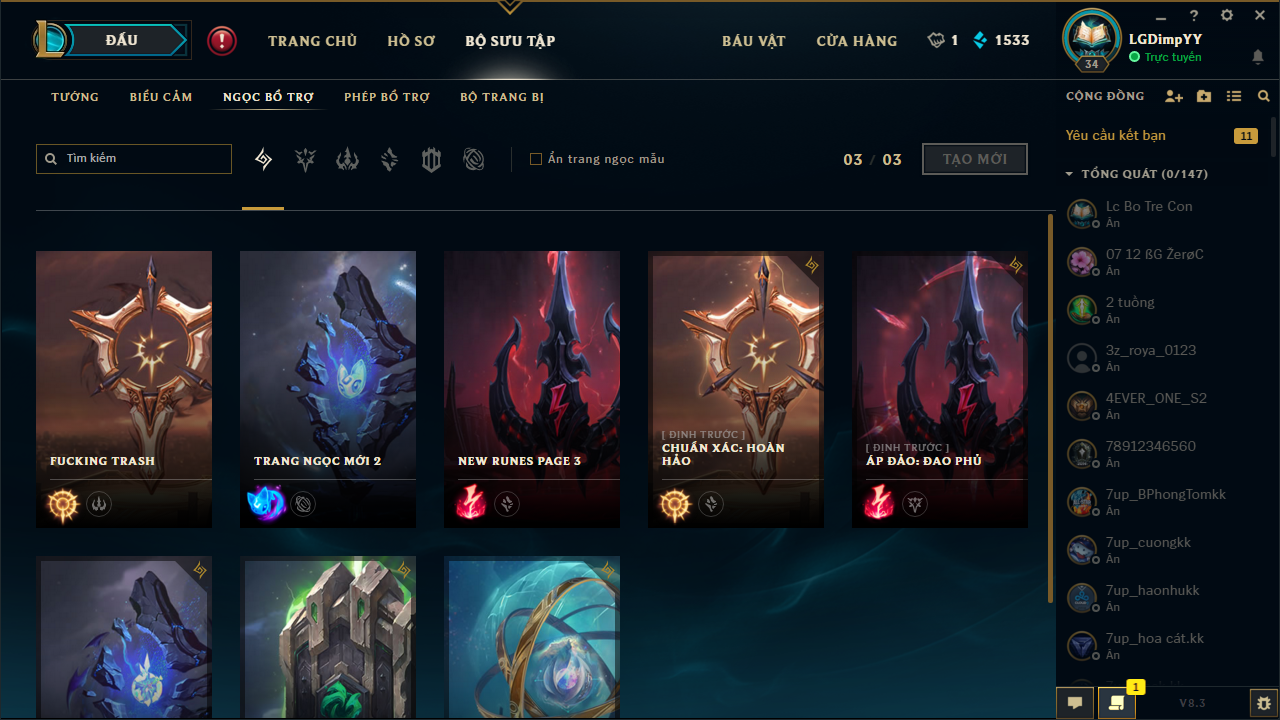 ĐẤU
TRANG CHỦ
HỒ SƠ
BỘ SƯU TẬP
BÁU VẬT
CỬA HÀNG
1
1533
34
LGDimpYY
Trực tuyến
TƯỚNG
BIỂU CẢM
NGỌC BỔ TRỢ
PHÉP BỔ TRỢ
BỘ TRANG BỊ
CỘNG ĐỒNG
Tìm kiếm
Ẩn trang ngọc mẫu
03 / 03
TẠO MỚI
Yêu cầu kết bạn
11
TỔNG QUÁT (0/147)
Lc Bo Tre Con
Ẩn
07 12 ßG ŽerøC
Ẩn
2 tuông
Ẩn
3z_roya_0123
Ẩn
4EVER_ONE_S2
Ẩn
78912346560
Ẩn
7up_BPhongTomkk
Ẩn
7up_cuongkk
Ẩn
7up_haonhukk
Ẩn
7up_hoa cát.kk
Ẩn
FUCKING TRASH
TRANG NGỌC MỚI 2
NEW RUNES PAGE 3
[ ĐỊNH TRƯỚC ]
CHUẨN XÁC: HOÀN
HẢO
[ ĐỊNH TRƯỚC ]
ÁP ĐẢO: ĐAO PHỦ
1
V8.3